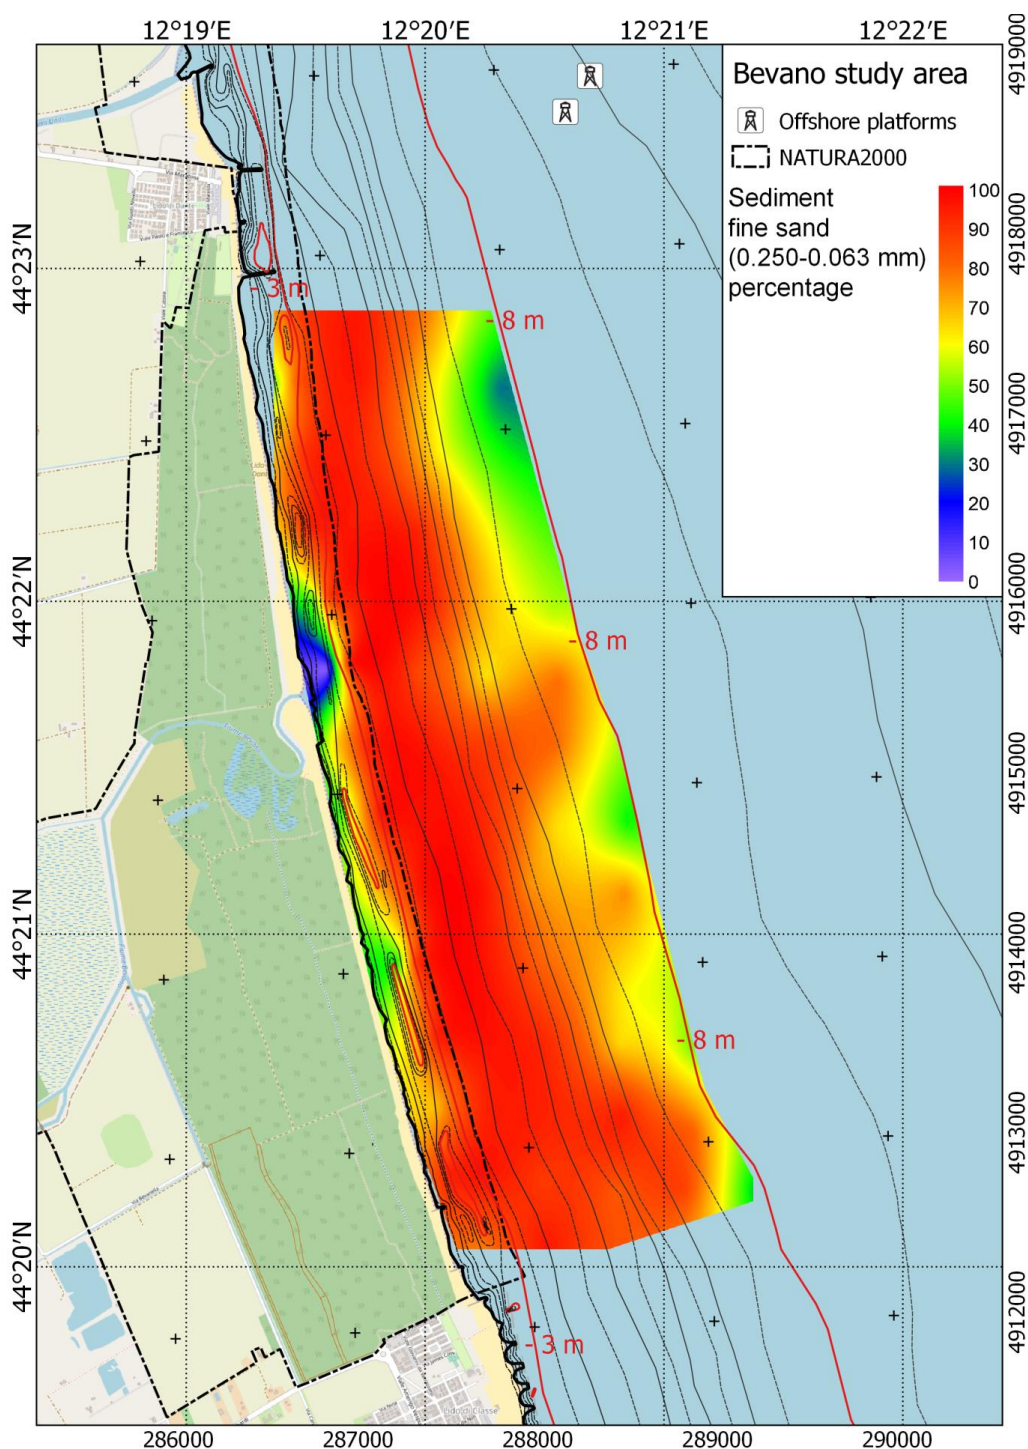 12°19′E 12°20′E 12°21′E 12°22′E
4919000
Bevano study area
Offshore platforms
NATURA2000
Sediment
fine sand
(0.250-0.063 mm)
percentage
100
90
80
70
60
50
40
30
20
10
0
4918000
44°23′N
- 3 m
- 8 m
4917000
44°22′N
4916000
- 8 m
4915000
44°21′N
4914000
- 8 m
4913000
44°20′N
4912000
- 3 m
Lido di Classe
286000 287000 288000 289000 290000